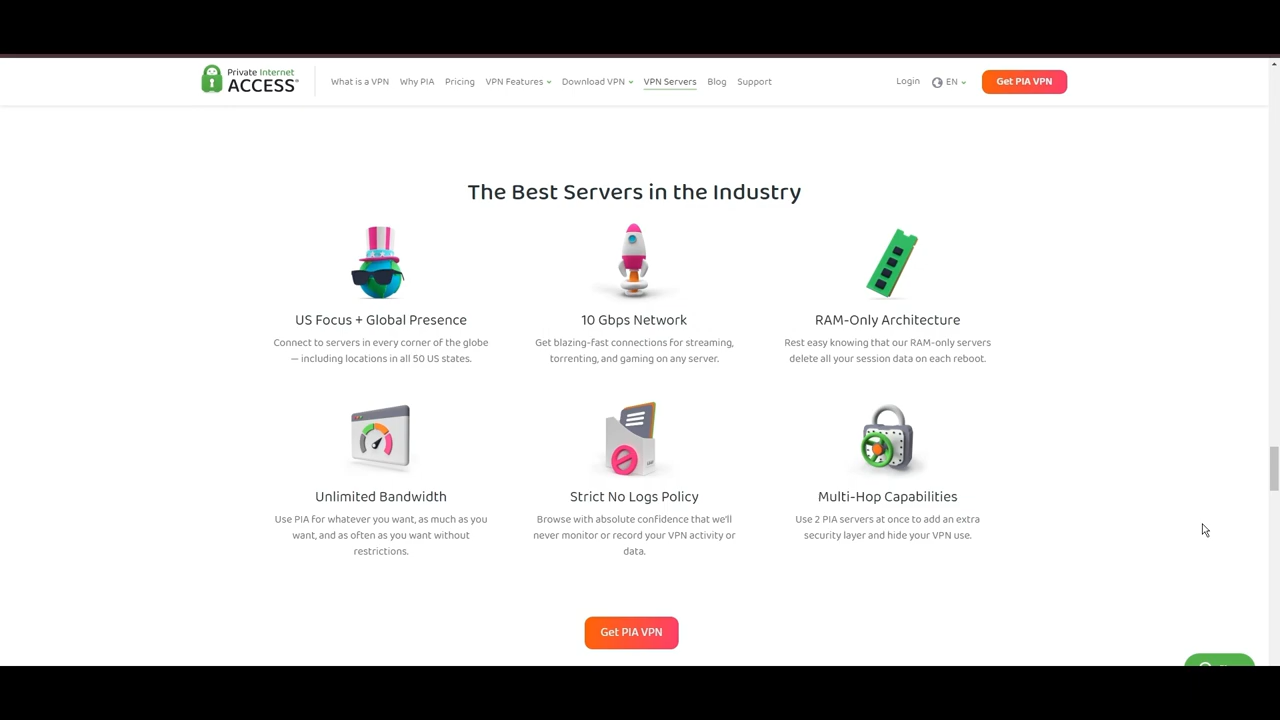 Private Internet
ACCESS®
What is a VPN
Why PIA
Pricing
VPN Features
Download VPN
VPN Servers
Blog
Support
Login
EN
Get PIA VPN
The Best Servers in the Industry
US Focus + Global Presence
Connect to servers in every corner of the globe
— including locations in all 50 US states.
10 Gbps Network
Get blazing-fast connections for streaming,
torrenting, and gaming on any server.
RAM-Only Architecture
Rest easy knowing that our RAM-only servers
delete all your session data on each reboot.
Unlimited Bandwidth
Use PIA for whatever you want, as much as you
want, and as often as you want without
restrictions.
Strict No Logs Policy
Browse with absolute confidence that we'll
never monitor or record your VPN activity or
data.
Multi-Hop Capabilities
Use 2 PIA servers at once to add an extra
security layer and hide your VPN use.
Get PIA VPN